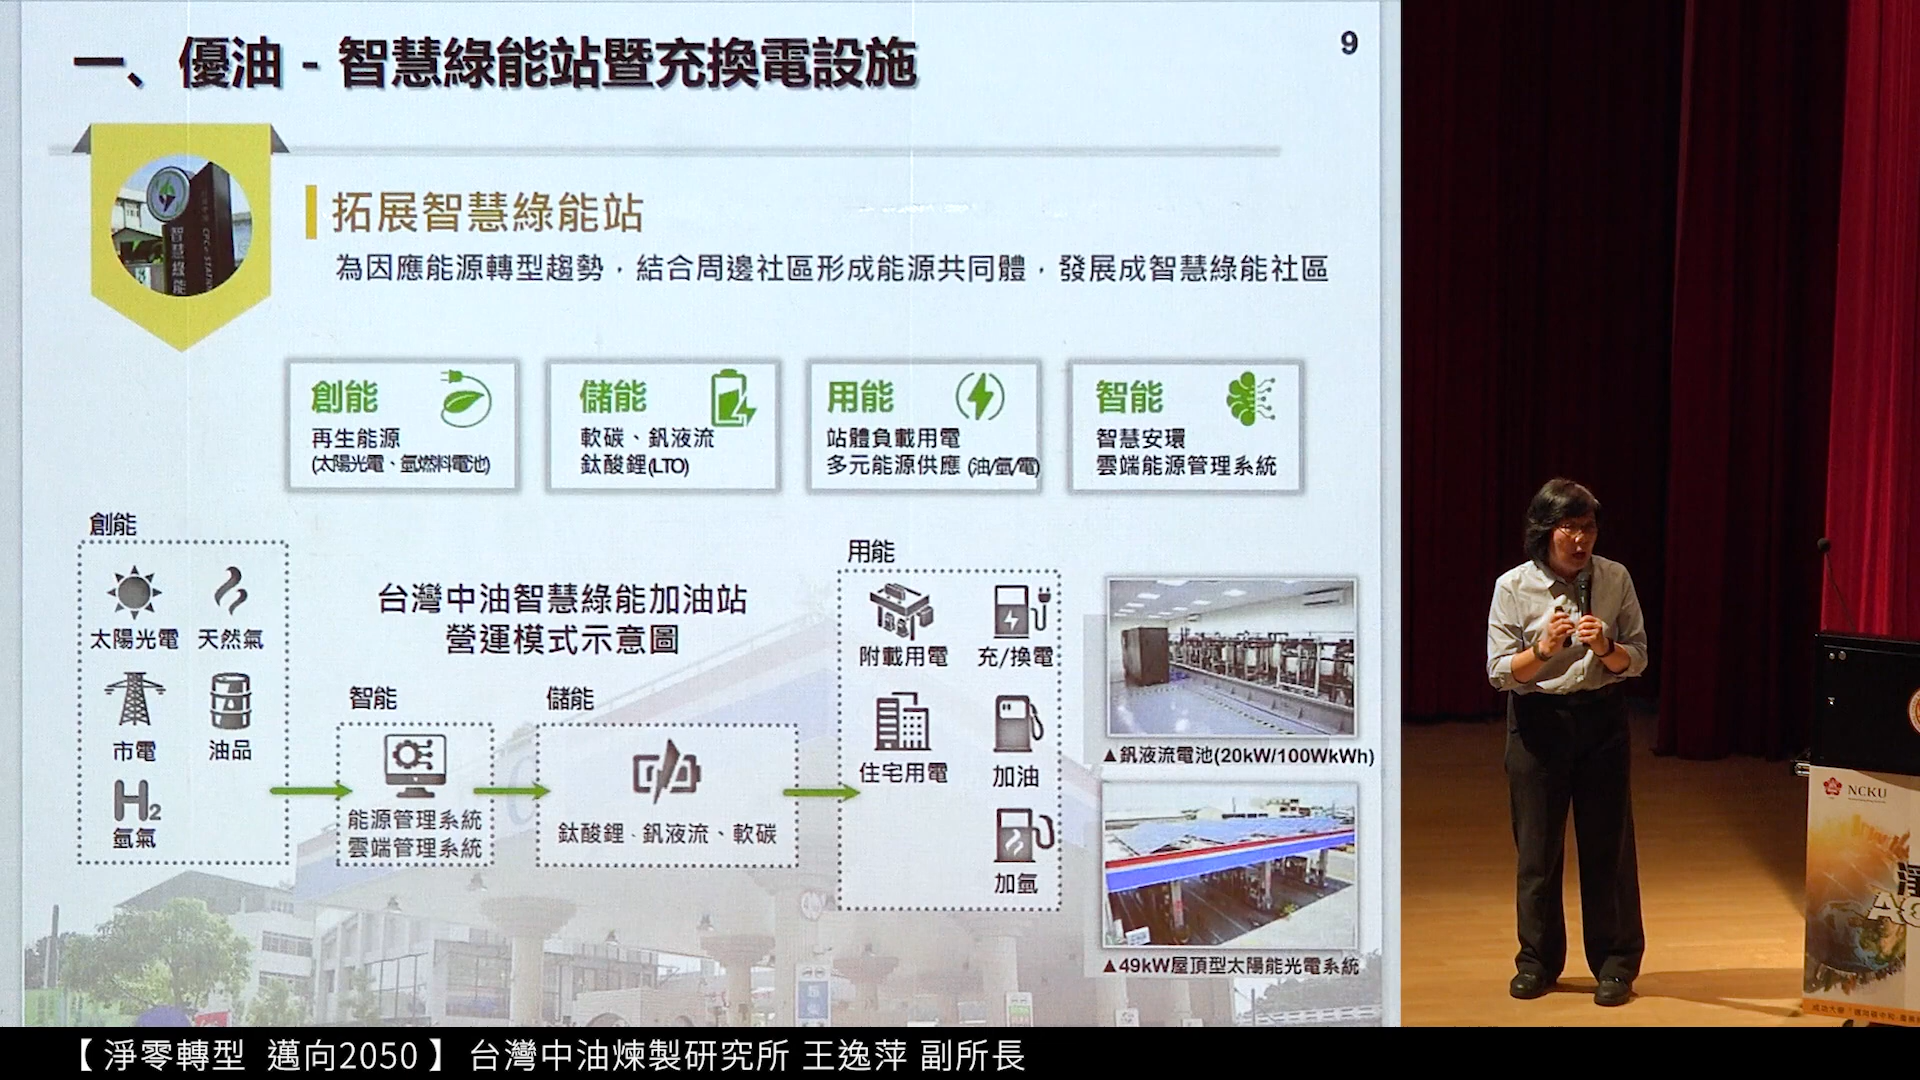 一、優油 - 智慧綠能站暨充換電設施
9
拓展智慧綠能站
為因應能源轉型趨勢，結合周邊社區形成能源共同體，發展成智慧綠能社區
智慧綠能
創能
再生能源
(太陽光電、氫燃料電池)
儲能
軟碳、釩液流
鈦酸鋰(LTO)
用能
站體負載用電
多元能源供應 (油/氫/電)
智能
智慧安環
雲端能源管理系統
創能
太陽光電
天然氣
市電
油品
H2
氫氣
台灣中油智慧綠能加油站
營運模式示意圖
智能
能源管理系統
雲端管理系統
儲能
鈦酸鋰、釩液流、軟碳
用能
附載用電
充/換電
住宅用電
加油
加氫
▲釩液流電池(20kW/100WkWh)
▲49kW屋頂型太陽能光電系統
NCKU
【 淨零轉型 邁向2050 】 台灣中油煉製研究所 王逸萍 副所長